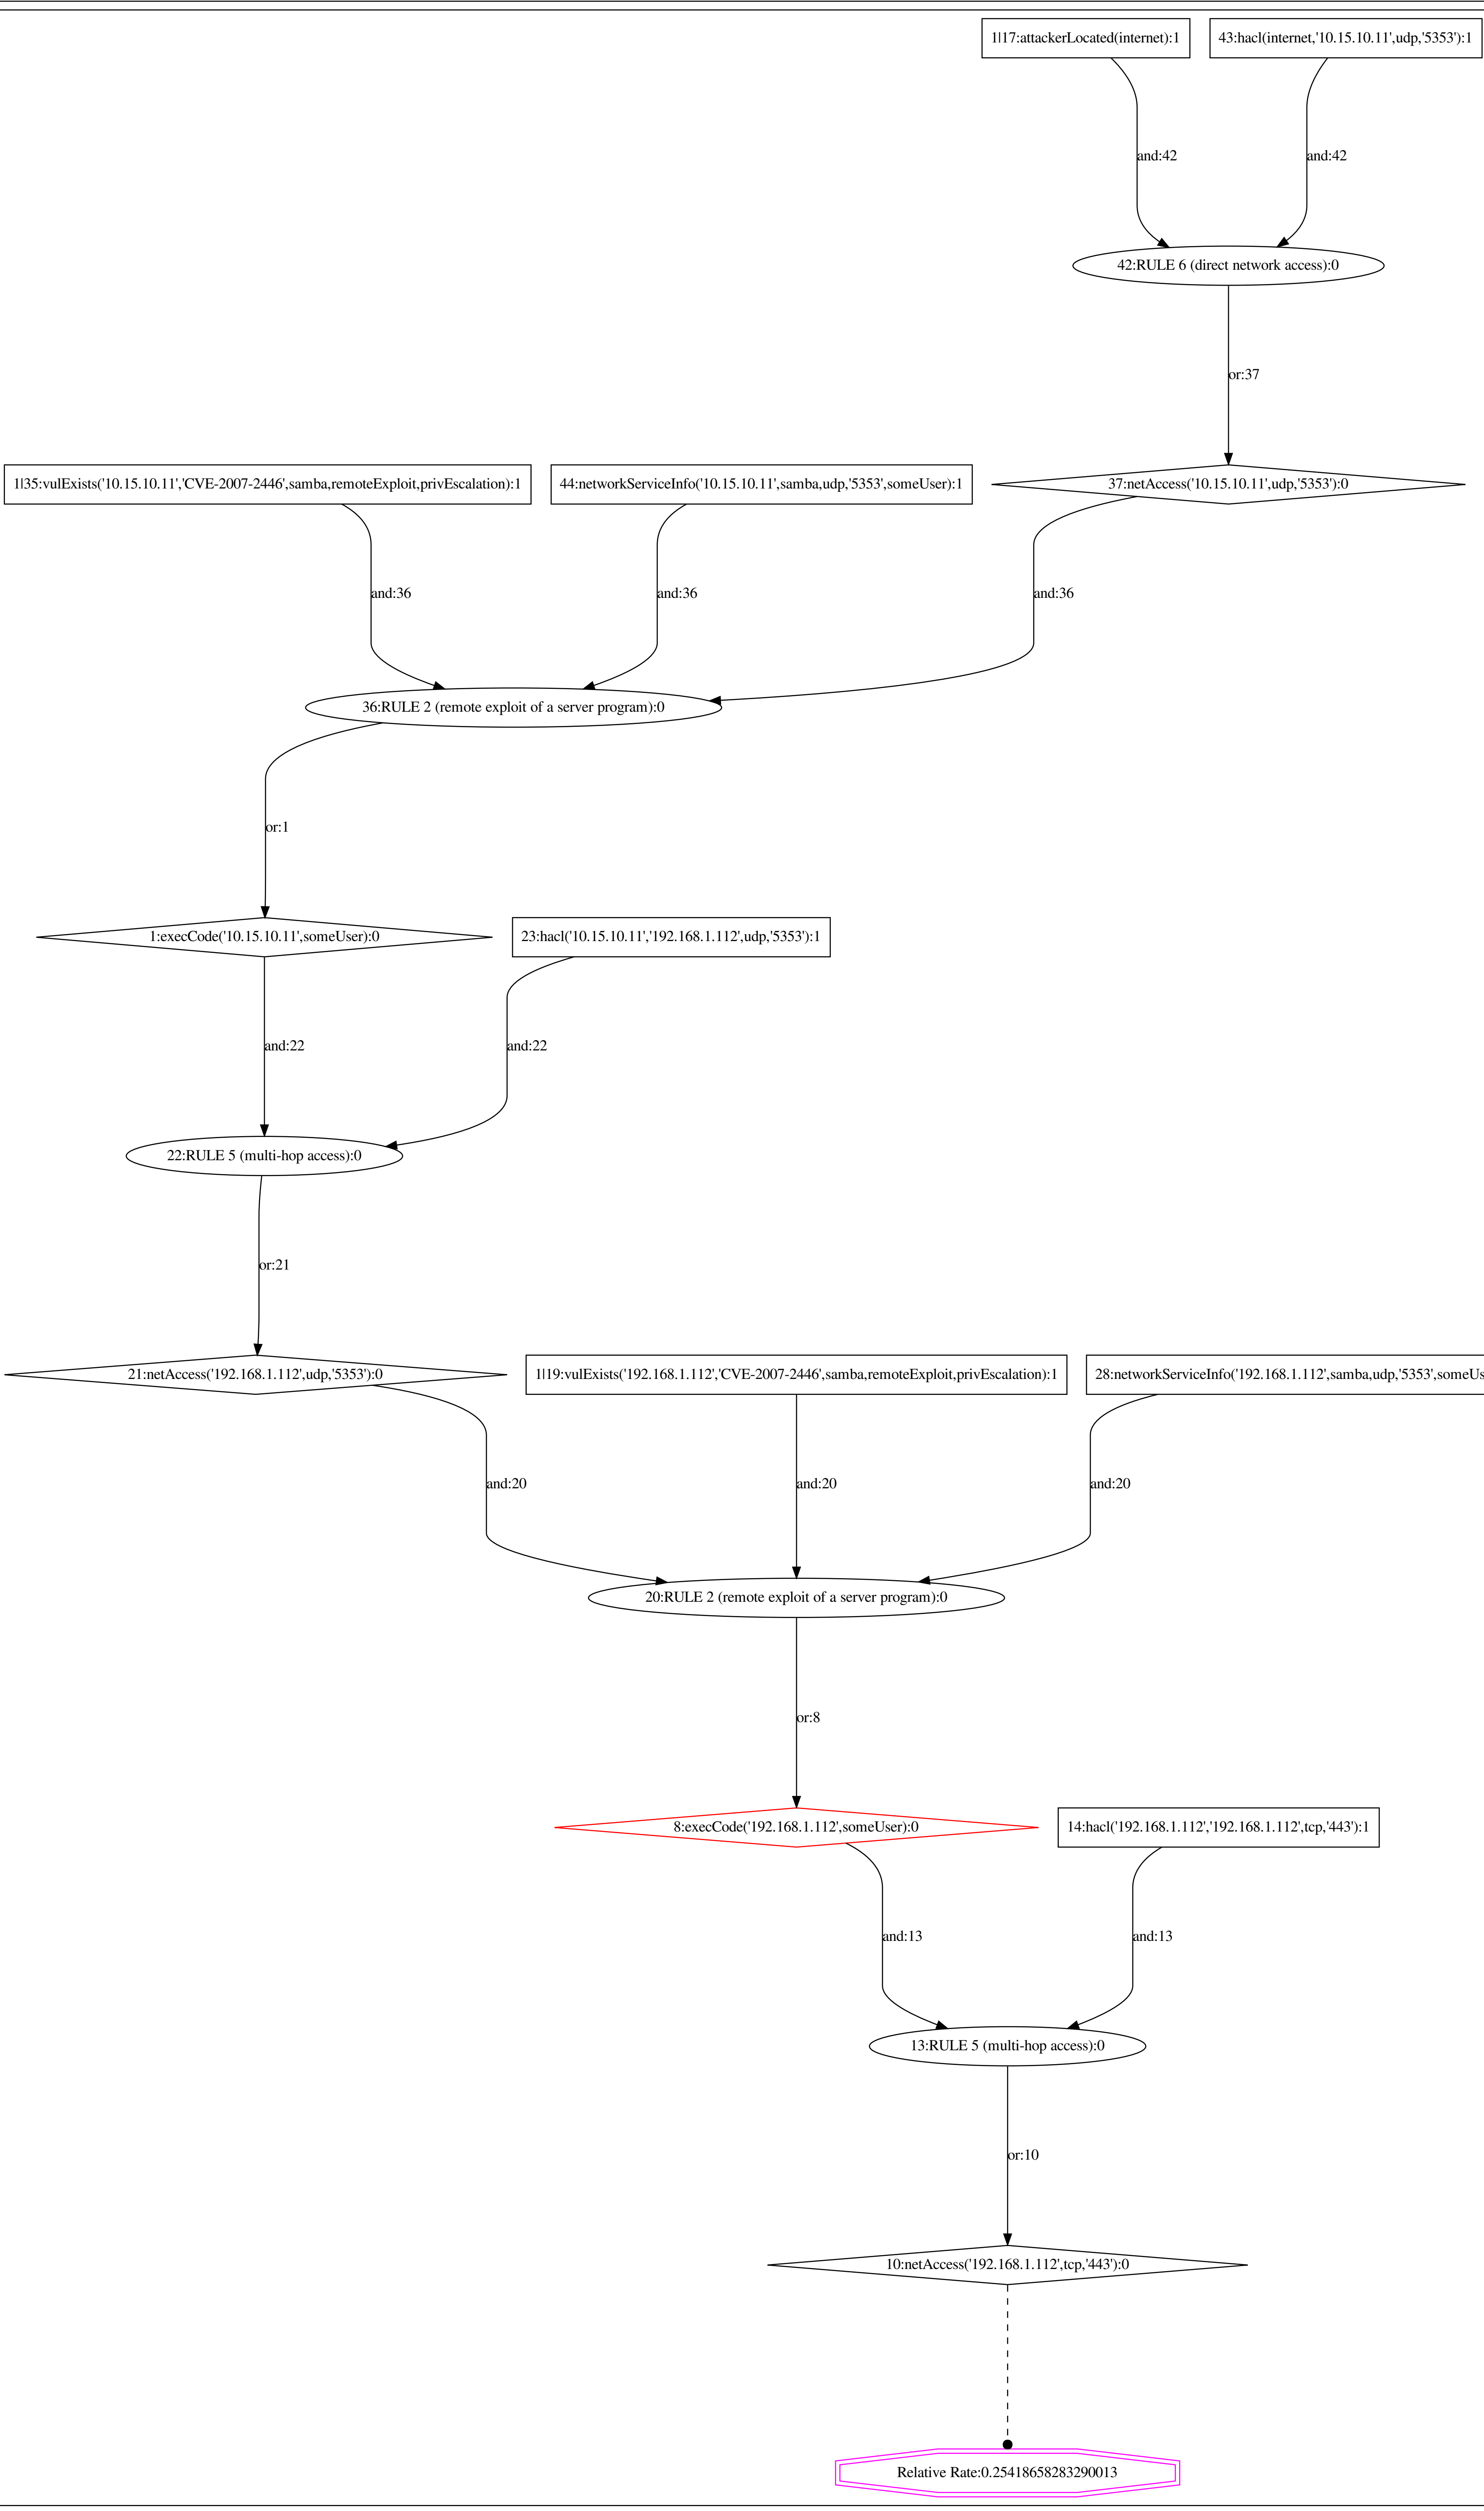 1|17:attackerLocated(internet):1
43:hacl(internet,'10.15.10.11',udp,'5353'):1
and:42
and:42
42:RULE 6 (direct network access):0
or:37
1|35:vulExists('10.15.10.11','CVE-2007-2446',samba,remoteExploit,privEscalation):1
44:networkServiceInfo('10.15.10.11',samba,udp,'5353',someUser):1
37:netAccess('10.15.10.11',udp,'5353'):0
and:36
and:36
and:36
36:RULE 2 (remote exploit of a server program):0
or:1
1:execCode('10.15.10.11',someUser):0
23:hacl('10.15.10.11','192.168.1.112',udp,'5353'):1
and:22
and:22
22:RULE 5 (multi-hop access):0
or:21
21:netAccess('192.168.1.112',udp,'5353'):0
1|19:vulExists('192.168.1.112','CVE-2007-2446',samba,remoteExploit,privEscalation):1
28:networkServiceInfo('192.168.1.112',samba,udp,'5353',someUs
and:20
and:20
and:20
20:RULE 2 (remote exploit of a server program):0
or:8
8:execCode('192.168.1.112',someUser):0
14:hacl('192.168.1.112','192.168.1.112',tcp,'443'):1
and:13
and:13
13:RULE 5 (multi-hop access):0
or:10
10:netAccess('192.168.1.112',tcp,'443'):0
Relative Rate:0.25418658283290013